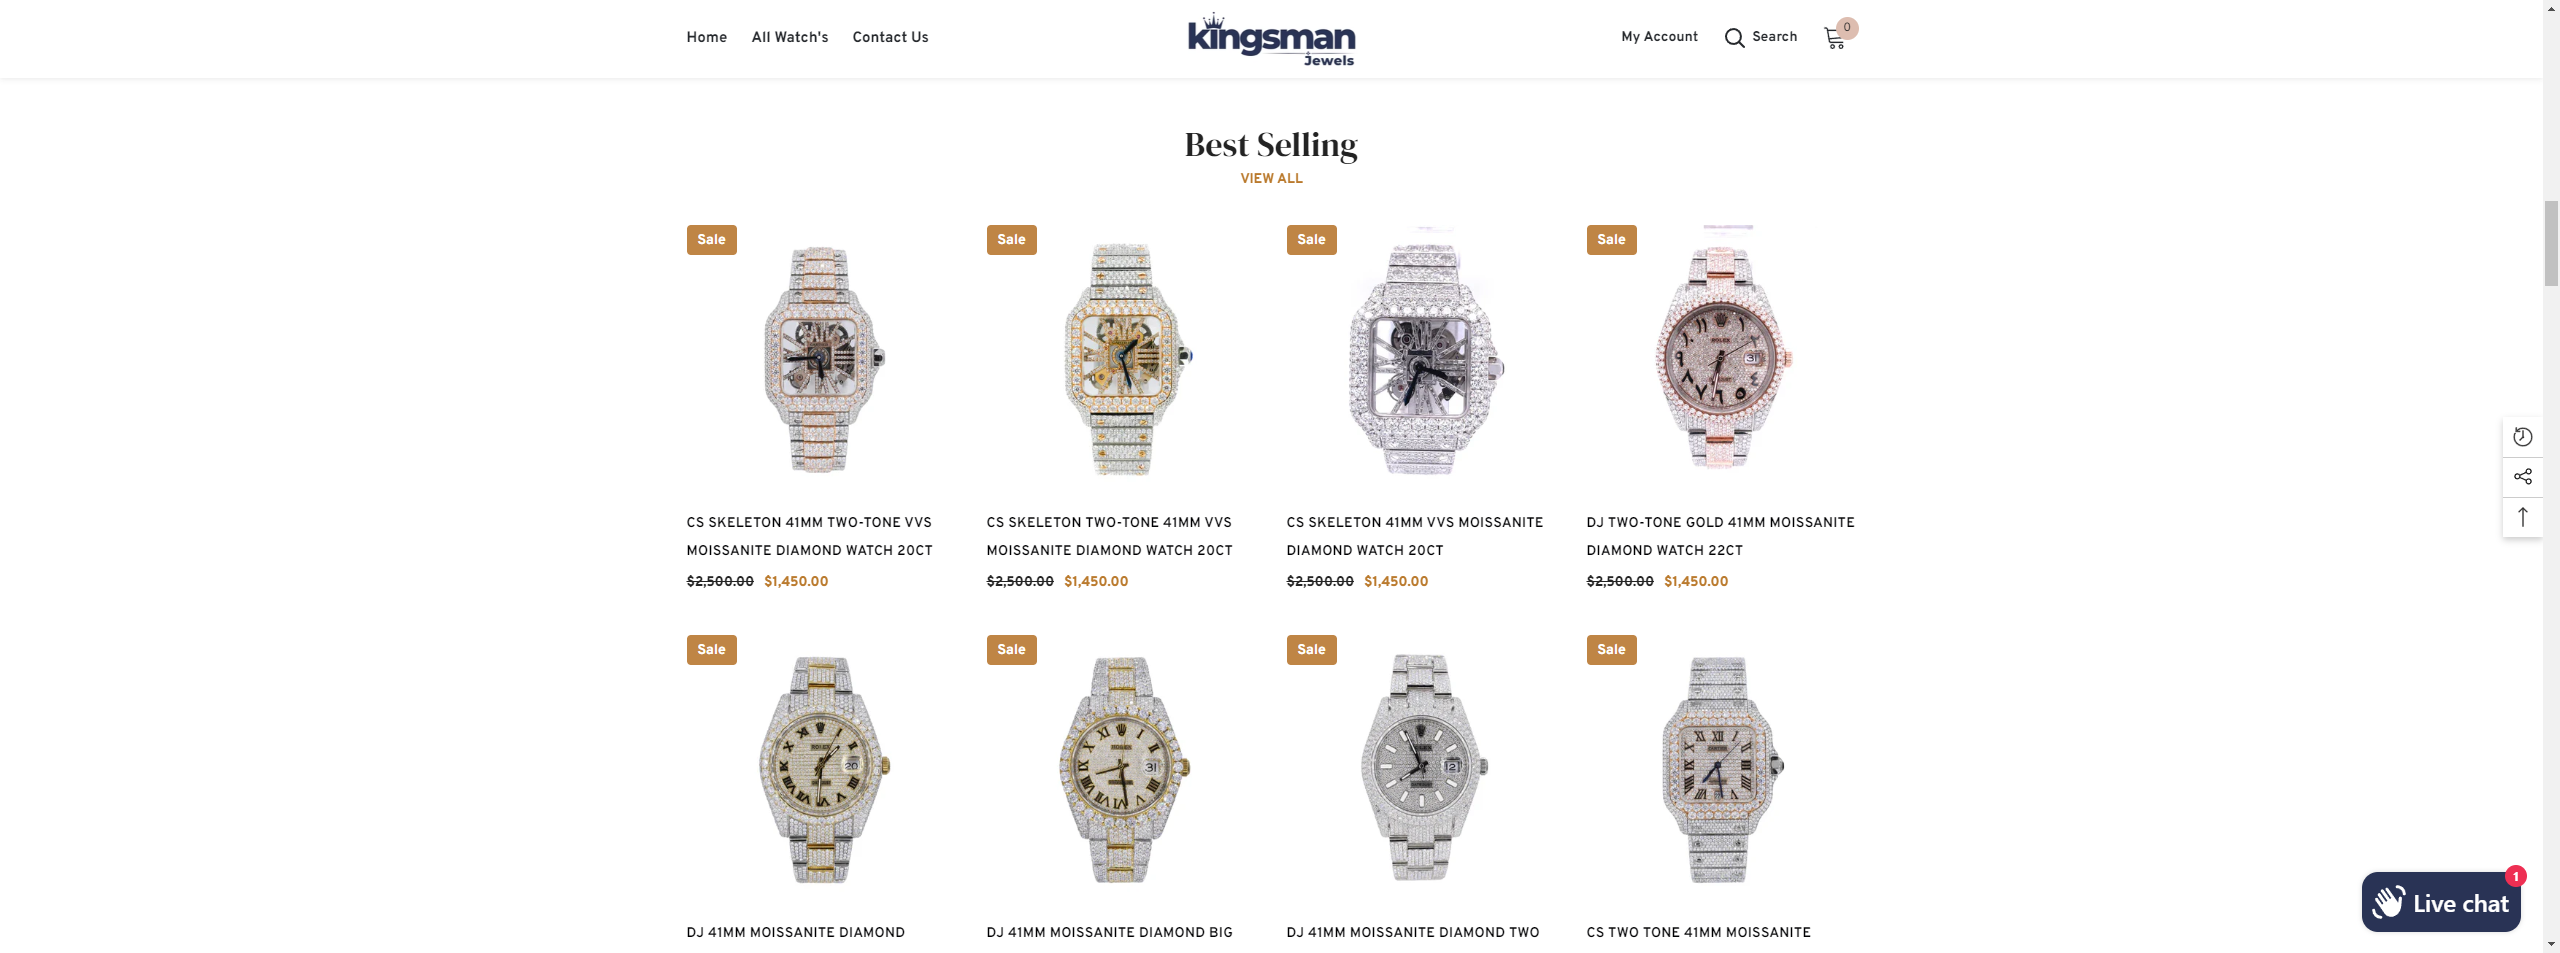 Home All Watch's Contact Us
kingsman
Jewels
My Account Search 0
Best Selling
VIEW ALL
Sale Sale Sale Sale
CS SKELETON 41MM TWO-TONE VVS
MOISSANITE DIAMOND WATCH 20CT
$2,500.00 $1,450.00
CS SKELETON TWO-TONE 41MM VVS
MOISSANITE DIAMOND WATCH 20CT
$2,500.00 $1,450.00
CS SKELETON 41MM VVS MOISSANITE
DIAMOND WATCH 20CT
$2,500.00 $1,450.00
DJ TWO-TONE GOLD 41MM MOISSANITE
DIAMOND WATCH 22CT
$2,500.00 $1,450.00
Sale Sale Sale Sale
DJ 41MM MOISSANITE DIAMOND
DJ 41MM MOISSANITE DIAMOND BIG
DJ 41MM MOISSANITE DIAMOND TWO
CS TWO TONE 41MM MOISSANITE
1
Live chat